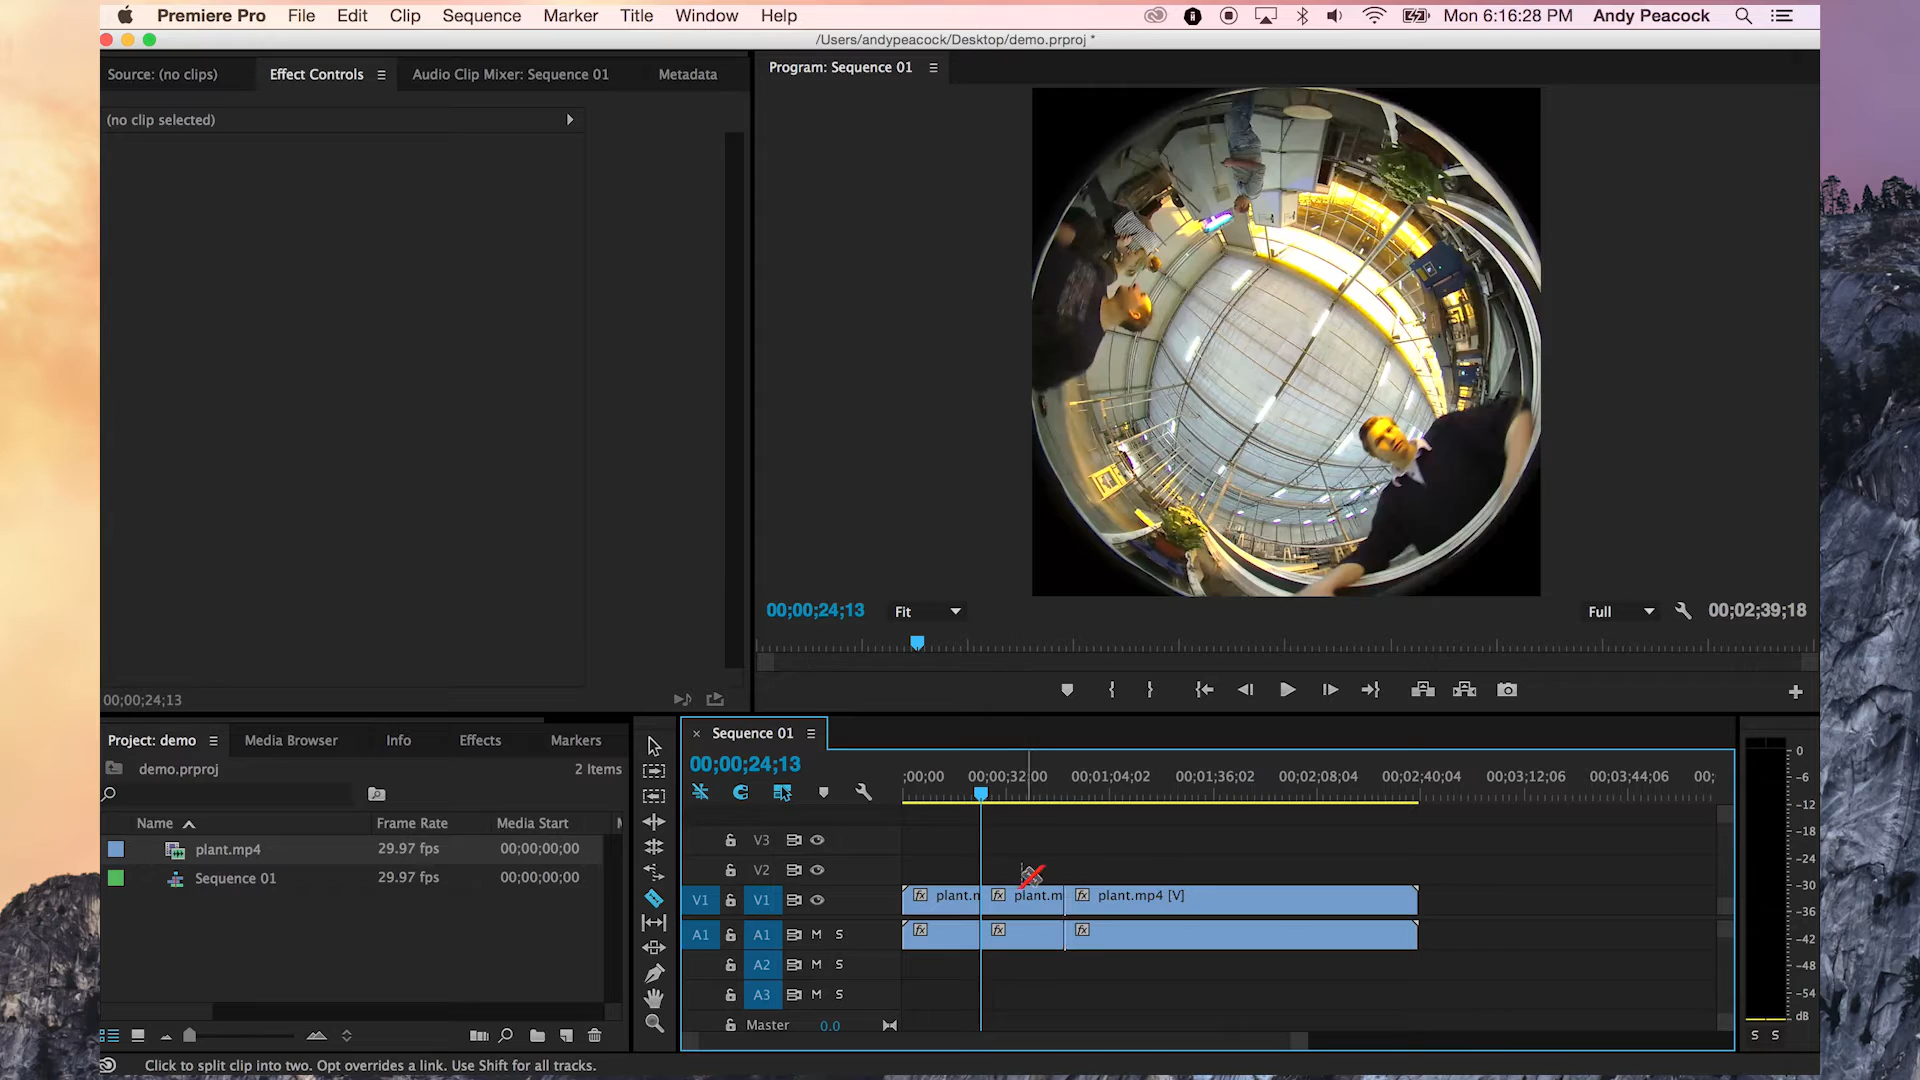 Premiere Pro File Edit Clip Sequence Marker Title Window Help Mon 6:16:28 PM Andy Peacock
/Users/andypeacock/Desktop/demo.prproj *
Source: (no clips) Effect Controls Audio Clip Mixer: Sequence 01 Metadata
Program: Sequence 01
(no clip selected)
00;00;24;13 Fit Full 00;02;39;18
00;00;24;13
Project: demo Media Browser Info Effects Markers
demo.prproj 2 Items
Name Frame Rate Media Start
plant.mp4 29.97 fps 00;00;00;00
Sequence 01 29.97 fps 00;00;00;00
× Sequence 01
00;00;24;13
;00;00 00;00;32;00 00;01;04;02 00;01;36;02 00;02;08;04 00;02;40;04 00;03;12;06 00;03;44;06 00;
V3
V2
V1 V1 fx plant.m fx plant.m fx plant.mp4 [V]
A1 A1 M S fx fx fx
A2 M S
A3 M S
Master 0.0
0
-6
-12
-18
-24
-30
-36
-42
-48
-54
dB
S S
Click to split clip into two. Opt overrides a link. Use Shift for all tracks.